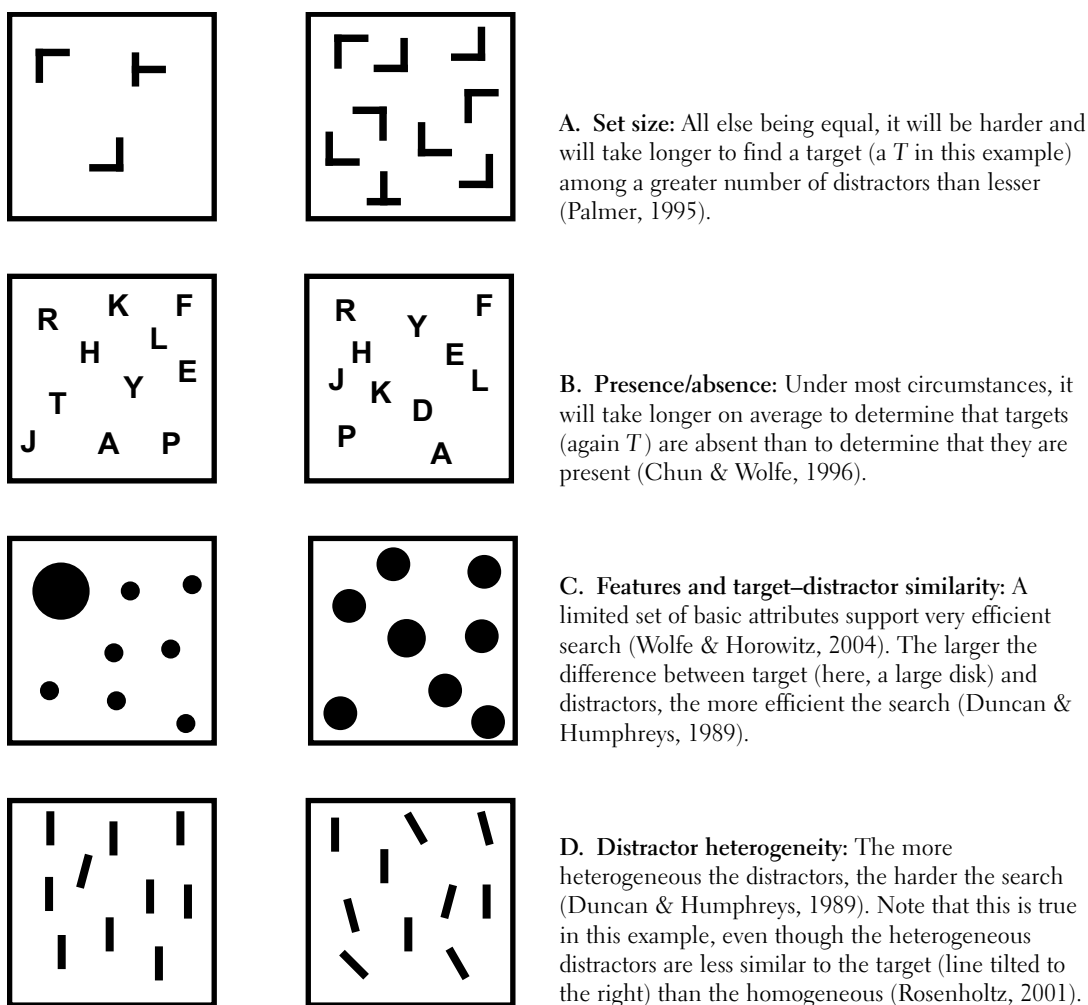 A. Set size: All else being equal, it will be harder and
will take longer to find a target (a T in this example)
among a greater number of distractors than lesser
(Palmer, 1995).
R K F
H L
T Y E
J A P
R Y F
H E
J K D L
P A
B. Presence/absence: Under most circumstances, it
will take longer on average to determine that targets
(again T) are absent than to determine that they are
present (Chun & Wolfe, 1996).
C. Features and target–distractor similarity: A
limited set of basic attributes support very efficient
search (Wolfe & Horowitz, 2004). The larger the
difference between target (here, a large disk) and
distractors, the more efficient the search (Duncan &
Humphreys, 1989).
D. Distractor heterogeneity: The more
heterogeneous the distractors, the harder the search
(Duncan & Humphreys, 1989). Note that this is true
in this example, even though the heterogeneous
distractors are less similar to the target (line tilted to
the right) than the homogeneous (Rosenholtz, 2001).